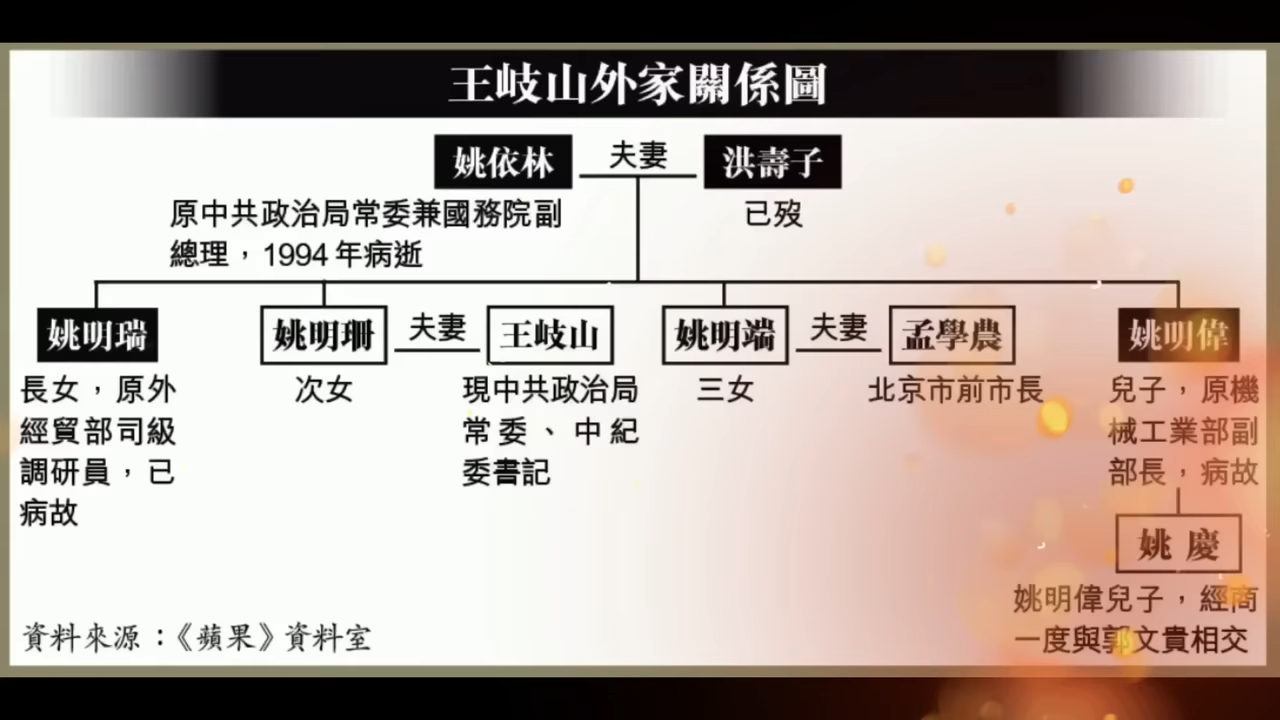 王岐山外家關係圖
姚依林
夫妻
洪壽子
原中共政治局常委兼國務院副
總理，1994年病逝
已歿
姚明瑞
長女，原外
經貿部司級
調研員，已
病故
姚明珊
次女
夫妻
王岐山
現中共政治局
常委、中紀
委書記
姚明端
三女
夫妻
孟學農
北京市前市長
姚明偉
兒子，原機
械工業部副
部長，病故
姚慶
姚明偉兒子，經商
一度與郭文貴相交
資料來源：《蘋果》資料室